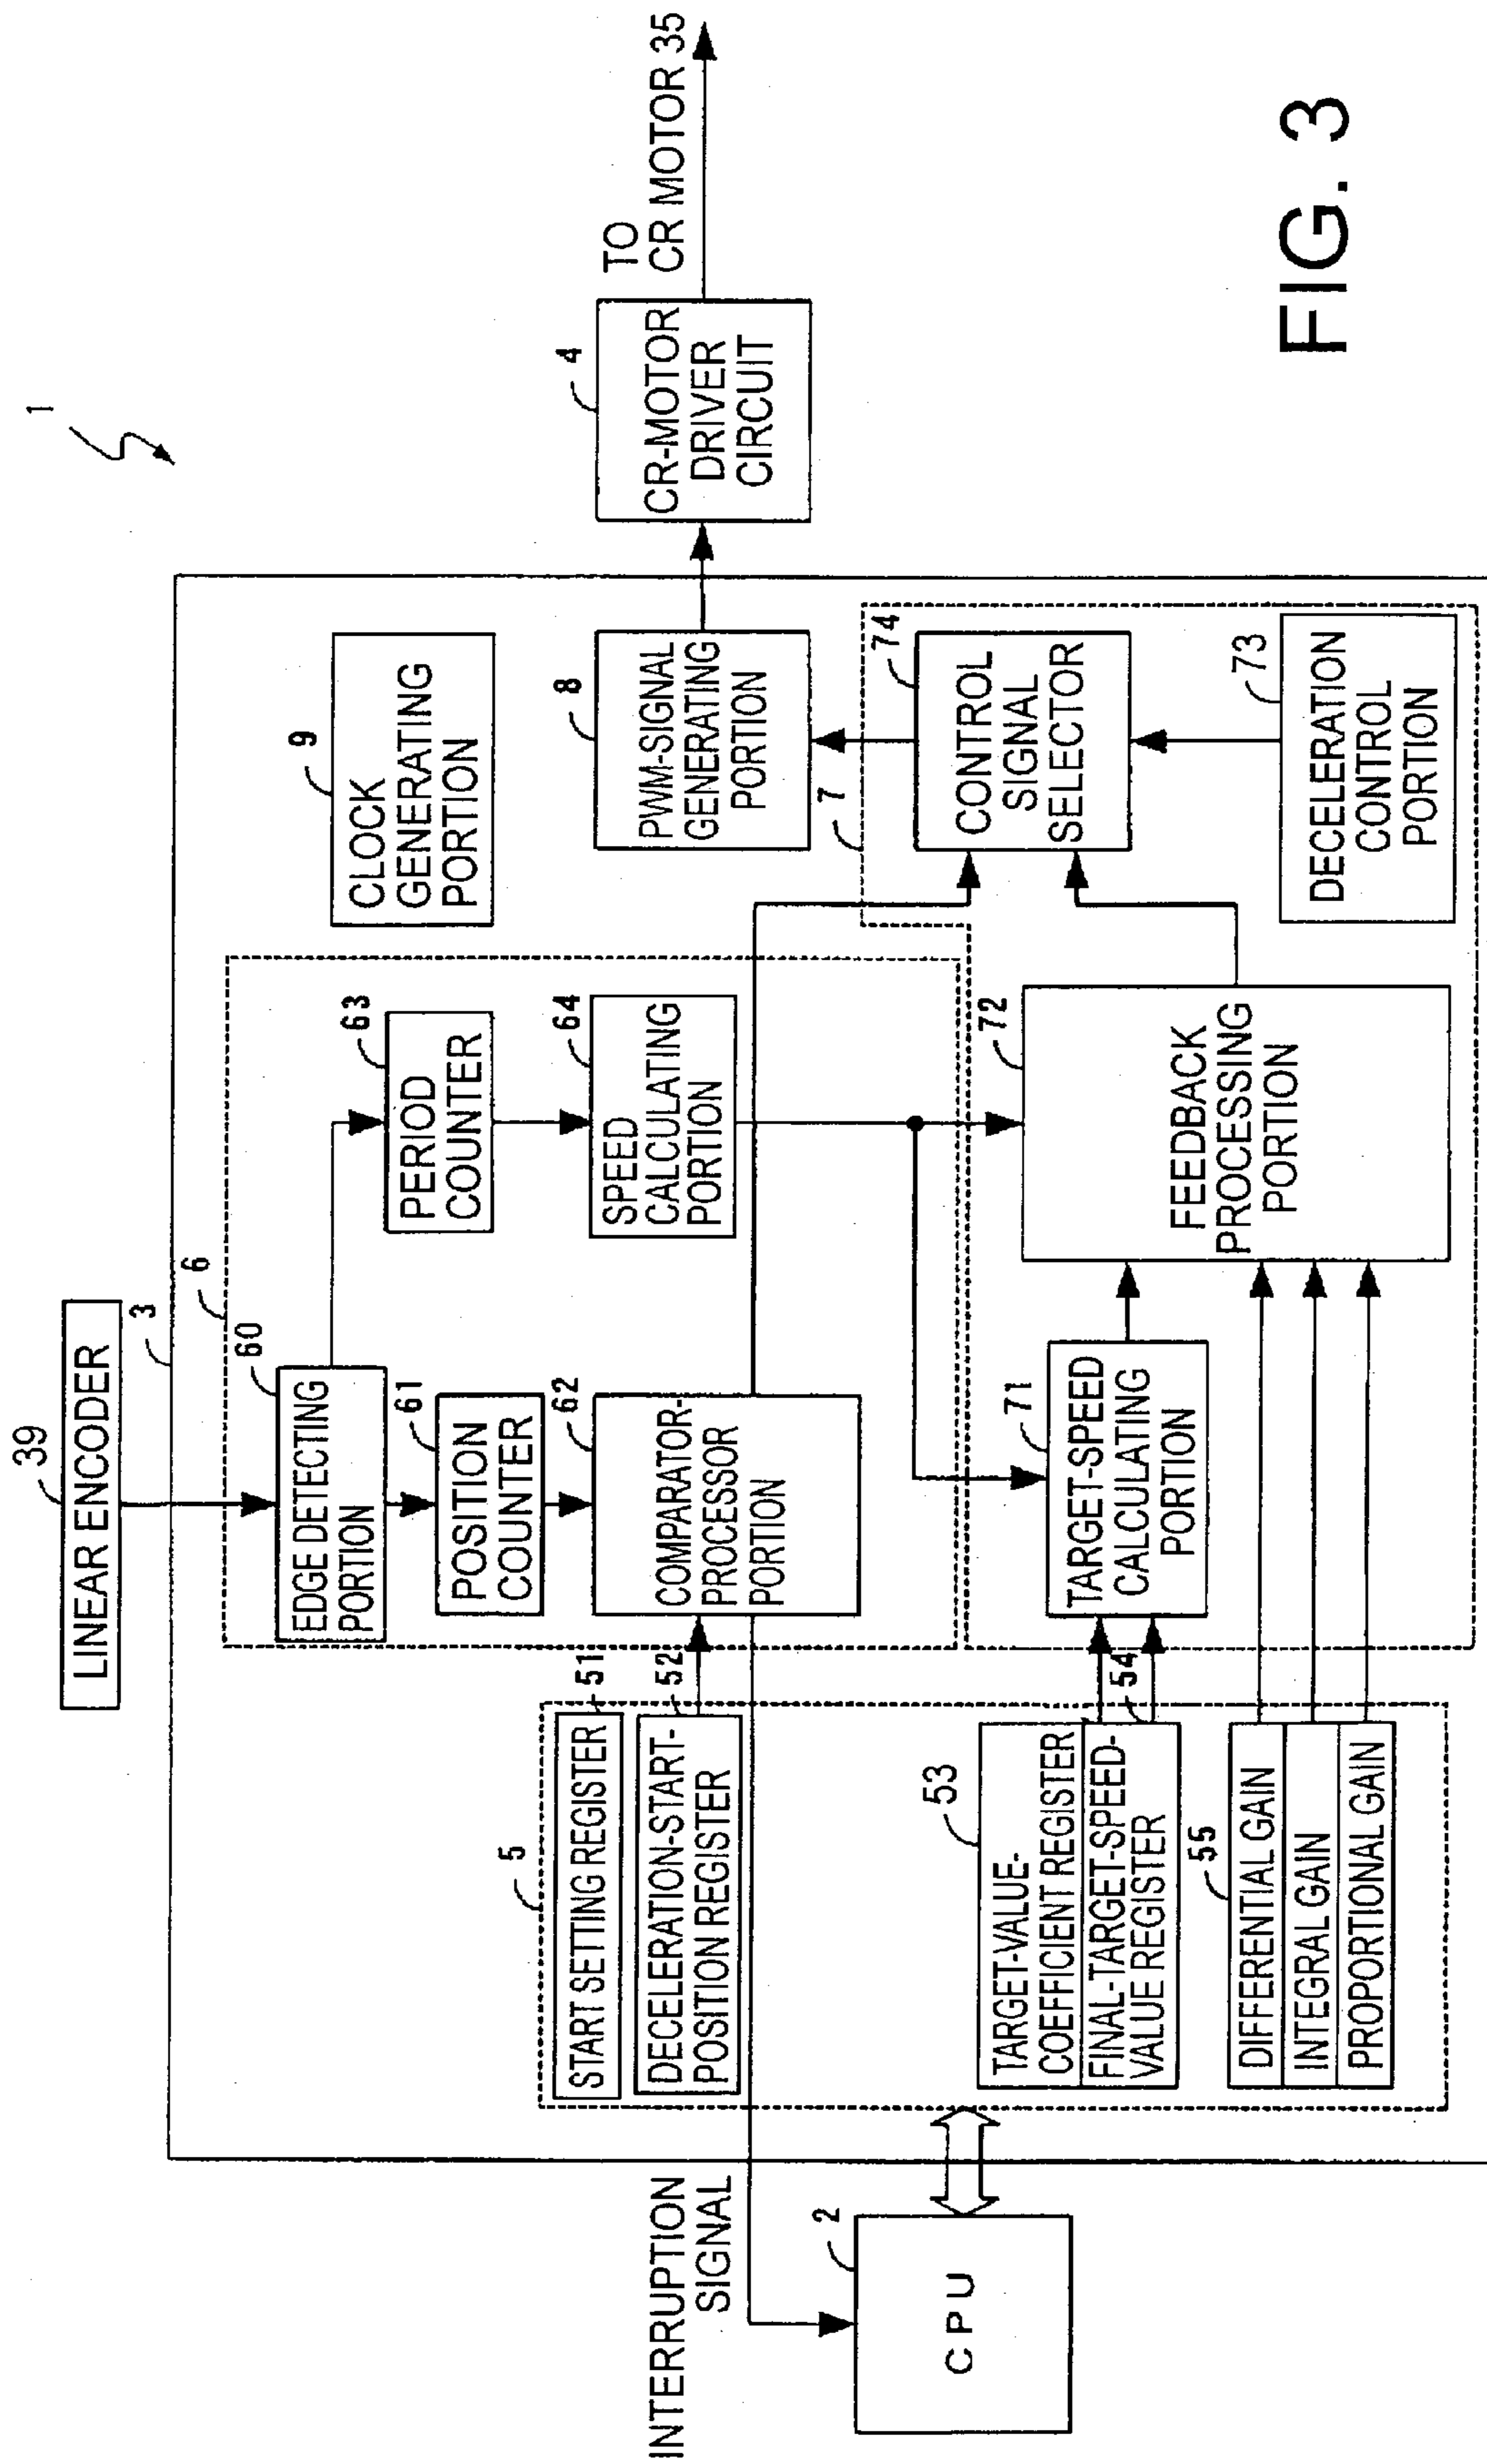 1
39
LINEAR ENCODER
3
6
60
EDGE DETECTING
PORTION
61
POSITION
COUNTER
62
COMPARATOR-
PROCESSOR
PORTION
63
PERIOD
COUNTER
64
SPEED
CALCULATING
PORTION
9
CLOCK
GENERATING
PORTION
8
PWM-SIGNAL
GENERATING
PORTION
4
CR-MOTOR
DRIVER
CIRCUIT
TO
CR MOTOR 35
5
START SETTING REGISTER
51
DECELERATION-START-
POSITION REGISTER
52
INTERRUPTION
SIGNAL
2
CPU
53
TARGET-VALUE-
COEFFICIENT REGISTER
54
FINAL-TARGET-SPEED-
VALUE REGISTER
55
DIFFERENTIAL GAIN
INTEGRAL GAIN
PROPORTIONAL GAIN
7
71
TARGET-SPEED
CALCULATING
PORTION
72
FEEDBACK
PROCESSING
PORTION
74
CONTROL
SIGNAL
SELECTOR
73
DECELERATION
CONTROL
PORTION
FIG. 3